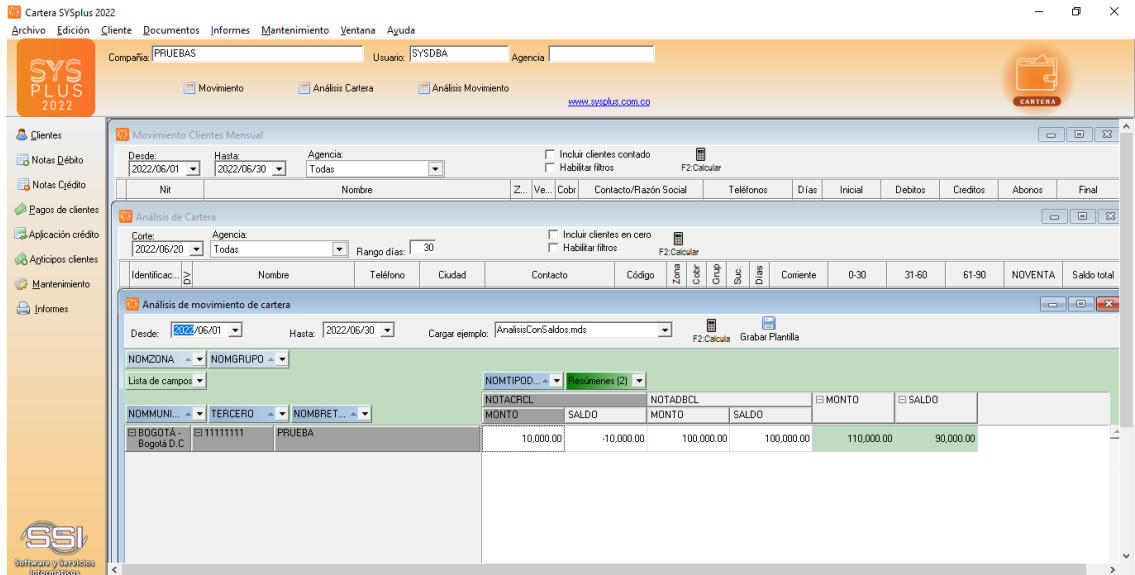 Cartera SYSplus 2022
Archivo Edición Cliente Documentos Informes Mantenimiento Ventana Ayuda
SYS
PLUS
2022
Compañia: PRUEBAS Usuario: SYSDBA Agencia
Movimiento Análisis Cartera Análisis Movimiento
www.sysplus.com.co
CARTERA
Clientes
Notas Débito
Notas Crédito
Pagos de clientes
Aplicación crédito
Anticipos clientes
Mantenimiento
Informes
SSI
Software y Servicios
Informáticos
Movimiento Clientes Mensual
Desde: Hasta: Agencia: Incluir clientes contado
2022/06/01 2022/06/30 Todas Habilitar filtros F2:Calcular
Nit Nombre Z... Ve... Cobr Contacto/Razón Social Teléfonos Días Inicial Debitos Creditos Abonos Final
Análisis de Cartera
Corte: Agencia: Incluir clientes en cero
2022/06/20 Todas Rango días: 30 Habilitar filtros F2:Calcular
Identificac... DV Nombre Teléfono Ciudad Contacto Código Zona Cobr Grup Suc. Días Corriente 0-30 31-60 61-90 NOVENTA Saldo total
Análisis de movimiento de cartera
Desde: 2022/06/01 Hasta: 2022/06/30 Cargar ejemplo: AnalisisConSaldos.mds F2:Calcula Grabar Plantilla
NOMZONA NOMGRUPO
Lista de campos NOMTIPOD... Resúmenes (2)
NOTACRCL NOTADBCL MONTO SALDO
NOMMUNI... TERCERO NOMBRET... MONTO SALDO MONTO SALDO
BOGOTÁ - 11111111 PRUEBA 10,000.00 -10,000.00 100,000.00 100,000.00 110,000.00 90,000.00
Bogotá D.C